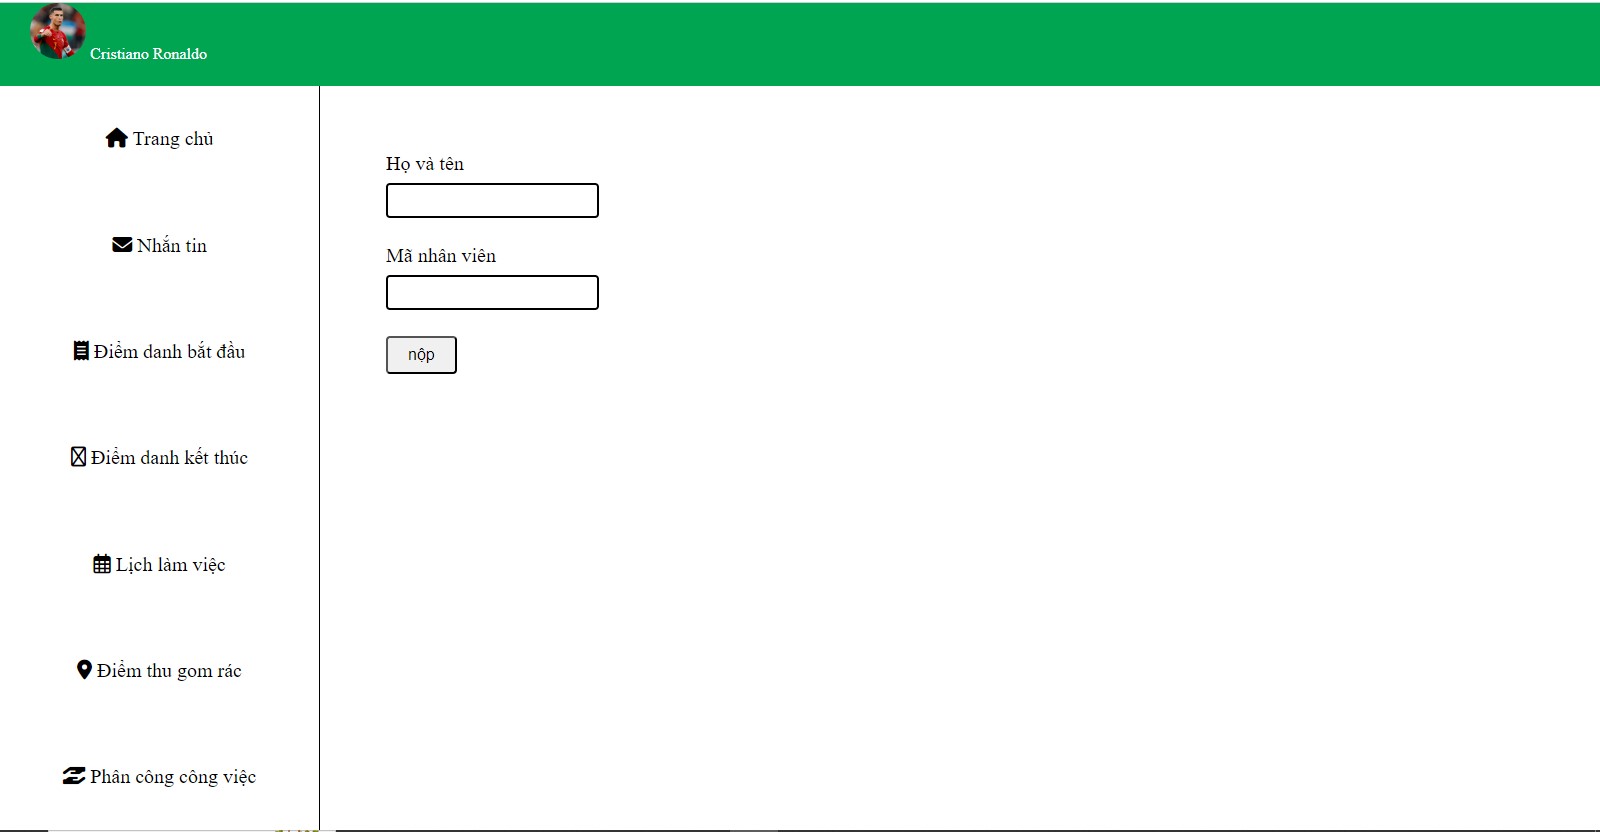 Cristiano Ronaldo
Trang chủ
Nhắn tin
Điểm danh bắt đầu
Điểm danh kết thúc
Lịch làm việc
Điểm thu gom rác
Phân công công việc
Họ và tên
Mã nhân viên
nộp